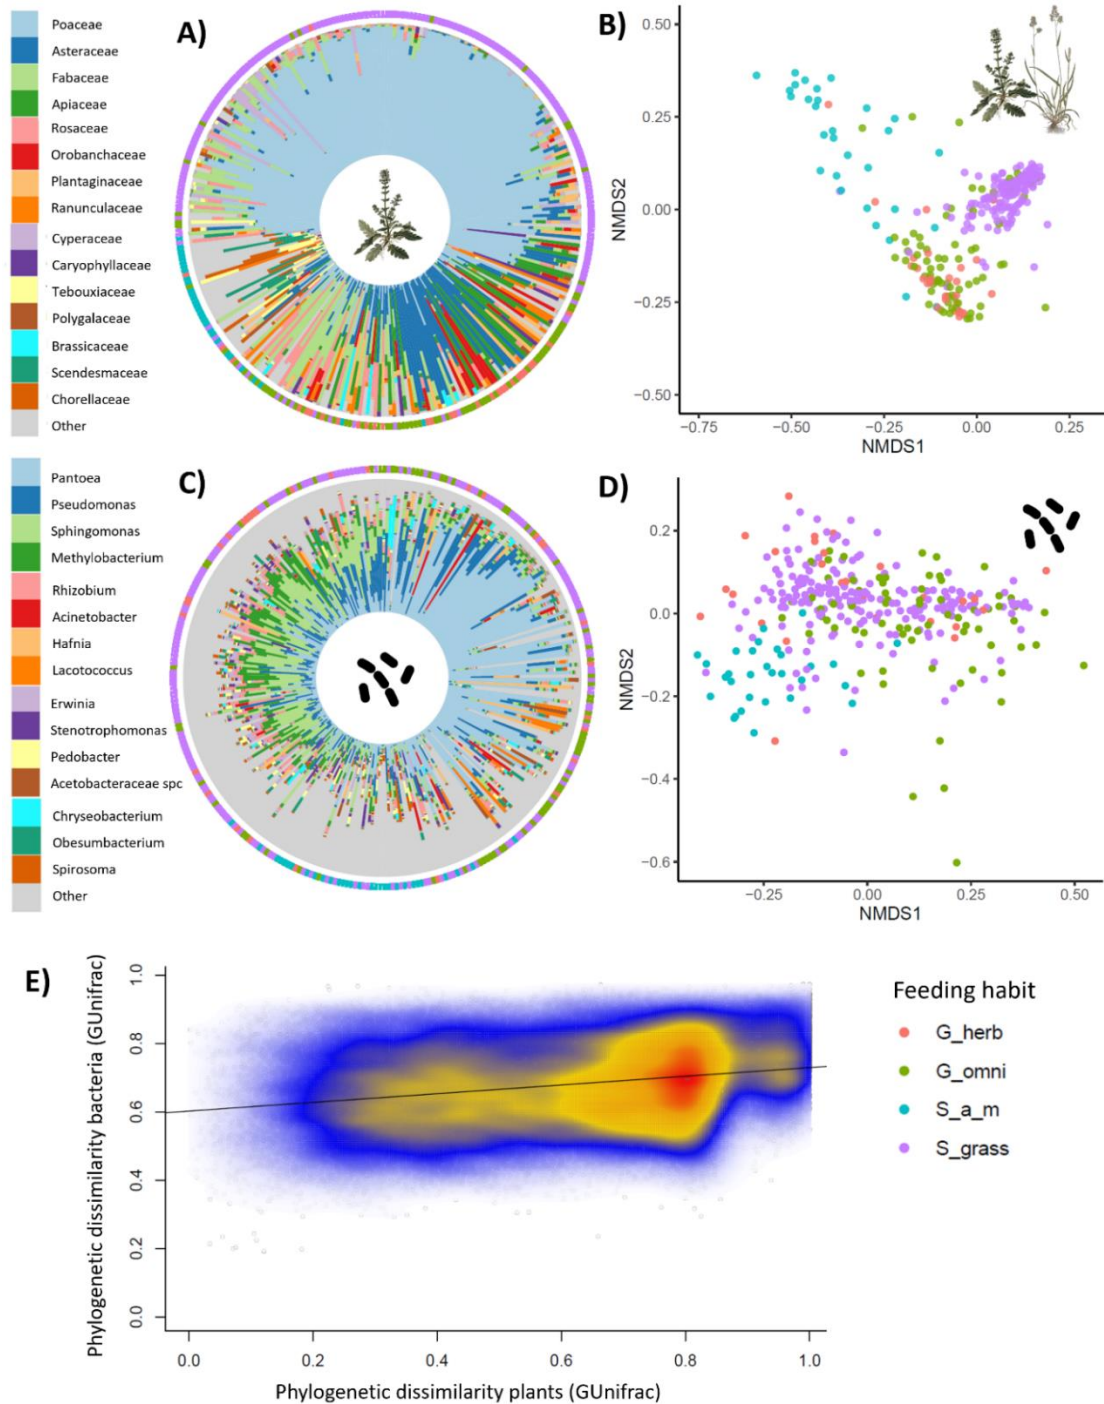 A)
Poaceae
Asteraceae
Fabaceae
Apiaceae
Rosaceae
Orobanchaceae
Plantaginaceae
Ranunculaceae
Cyperaceae
Caryophyllaceae
Tebouxiaceae
Polygalaceae
Brassicaceae
Scendesmaceae
Chorellaceae
Other
B)
0.50
0.25
0.00
−0.25
−0.50
NMDS2
−0.75
−0.50
−0.25
0.00
0.25
NMDS1
C)
Pantoea
Pseudomonas
Sphingomonas
Methylobacterium
Rhizobium
Acinetobacter
Hafnia
Lacotococcus
Erwinia
Stenotrophomonas
Pedobacter
Acetobacteraceae spc
Chryseobacterium
Obesumbacterium
Spirosoma
Other
D)
0.2
0.0
−0.2
−0.4
−0.6
NMDS2
−0.25
0.00
0.25
0.50
NMDS1
E)
Phylogenetic dissimilarity bacteria (GUnifrac)
1.0
0.8
0.6
0.4
0.2
0.0
0.0
0.2
0.4
0.6
0.8
1.0
Phylogenetic dissimilarity plants (GUnifrac)
Feeding habit
G_herb
G_omni
S_a_m
S_grass